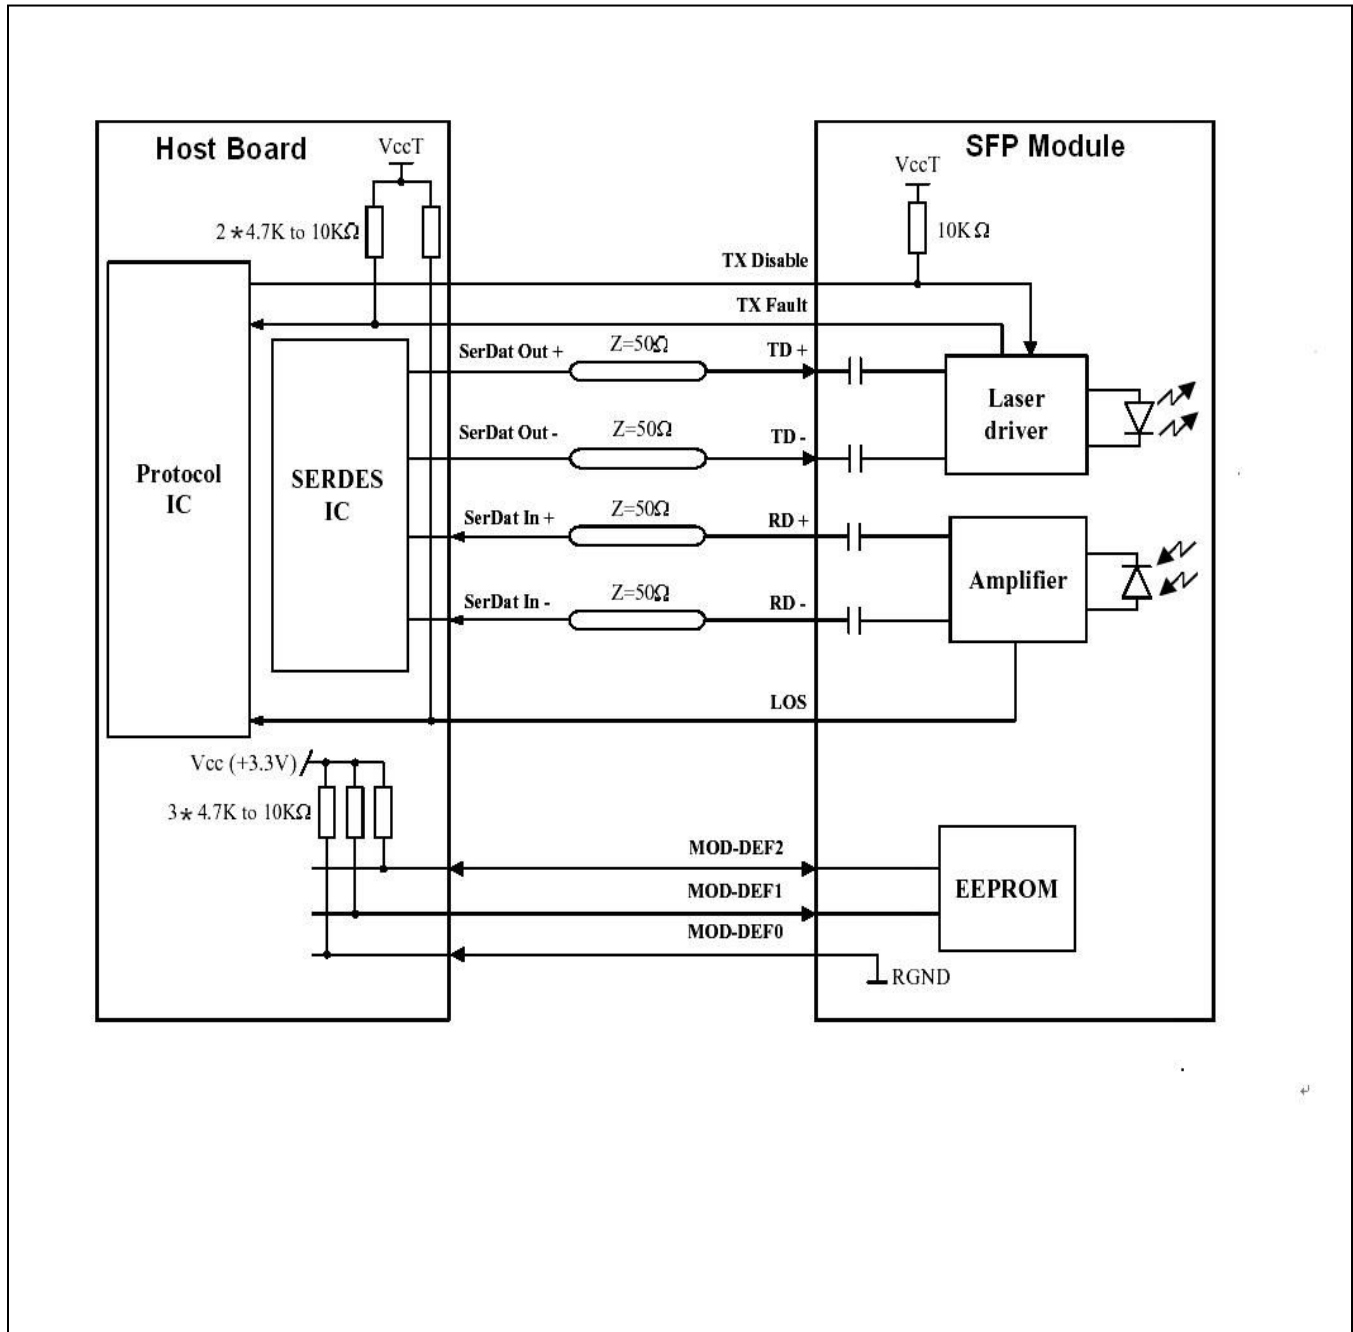 Host Board
VccT
2*4.7K to 10KΩ
SFP Module
VccT
10KΩ
TX Disable
TX Fault
SerDat Out +
Z=50Ω
TD +
SerDat Out -
Z=50Ω
TD -
SerDat In +
Z=50Ω
RD +
SerDat In -
Z=50Ω
RD -
Protocol
IC
SERDES
IC
Laser
driver
Amplifier
LOS
Vcc (+3.3V)
3*4.7K to 10KΩ
MOD-DEF2
MOD-DEF1
MOD-DEF0
EEPROM
RGND